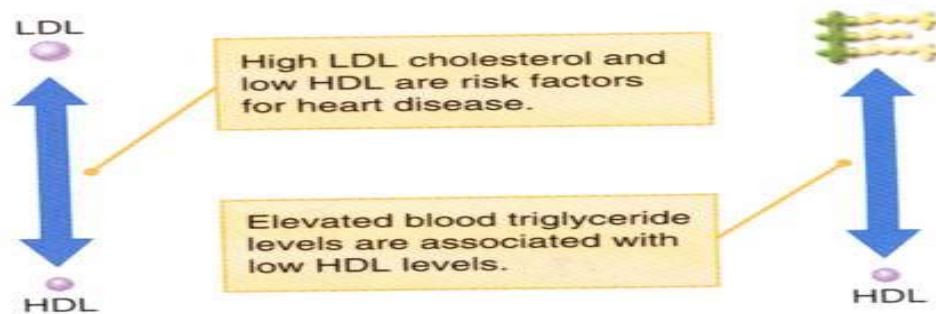 LDL
High LDL cholesterol and
low HDL are risk factors
for heart disease.
Elevated blood triglyceride
levels are associated with
low HDL levels.
HDL
HDL